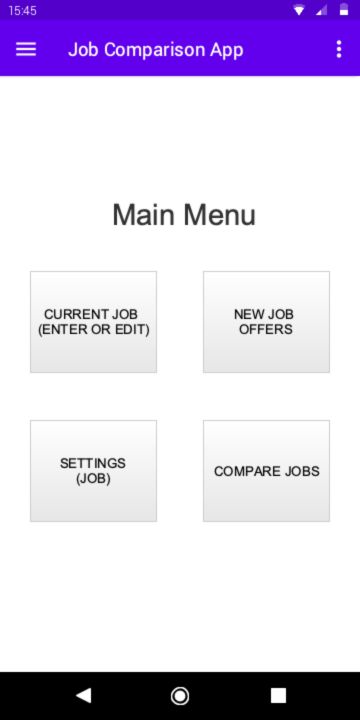 15:45
Job Comparison App
Main Menu
CURRENT JOB
(ENTER OR EDIT)
NEW JOB
OFFERS
SETTINGS
(JOB)
COMPARE JOBS